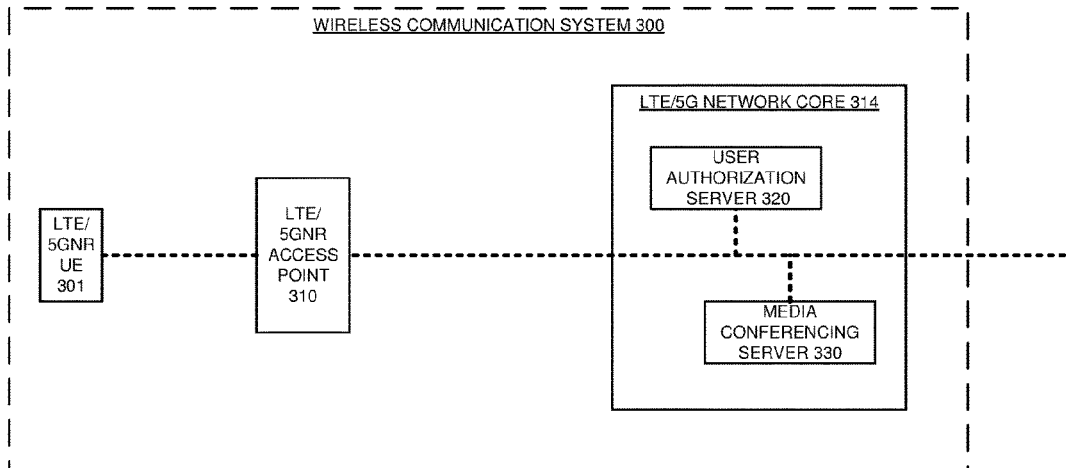 WIRELESS COMMUNICATION SYSTEM 300
LTE/5G NETWORK CORE 314
USER
AUTHORIZATION
SERVER 320
LTE/
5GNR
UE
301
LTE/
5GNR
ACCESS
POINT
310
MEDIA
CONFERENCING
SERVER 330